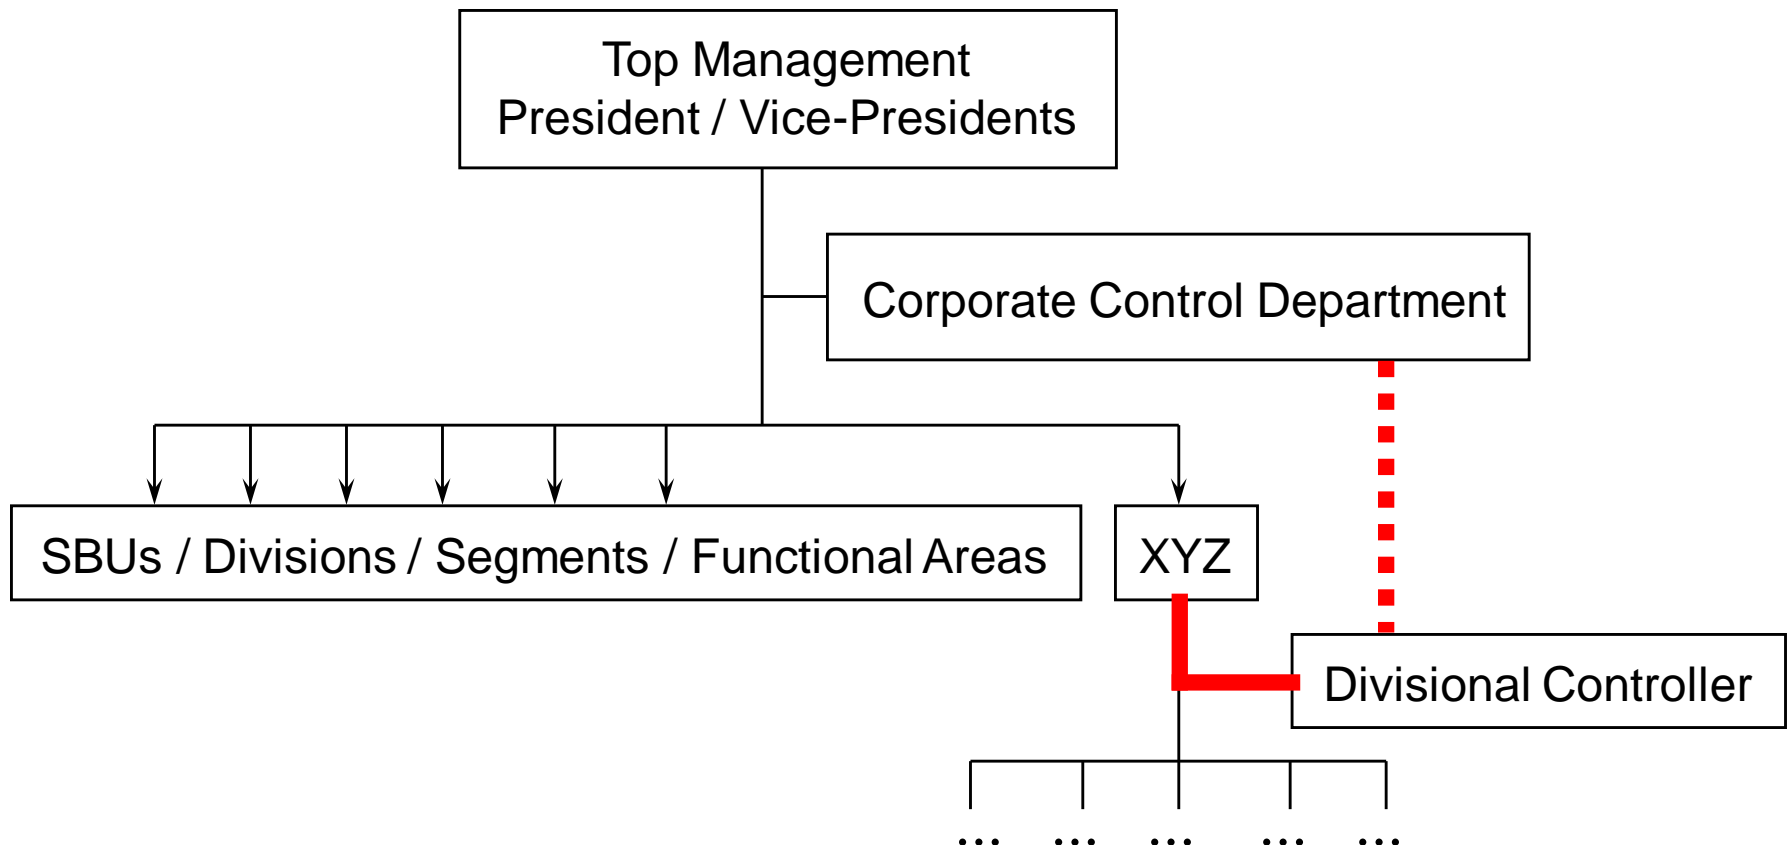 Top Management
President / Vice-Presidents
Corporate Control Department
SBUs / Divisions / Segments / Functional Areas
XYZ
Divisional Controller
... ... ... ... ...